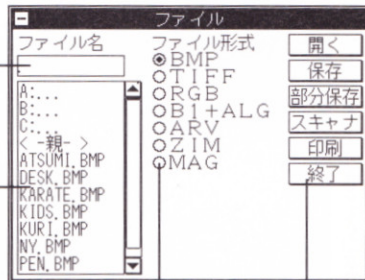 ファイル
ファイル名
A:...
B:...
C:...
<-親->
ATSUMI.BMP
DESK.BMP
KARATE.BMP
KIDS.BMP
KURI.BMP
NY.BMP
PEN.BMP
ファイル形式
BMP
TIFF
RGB
B1+ALG
ARV
ZIM
MAG
開く
保存
部分保存
スキャナ
印刷
終了